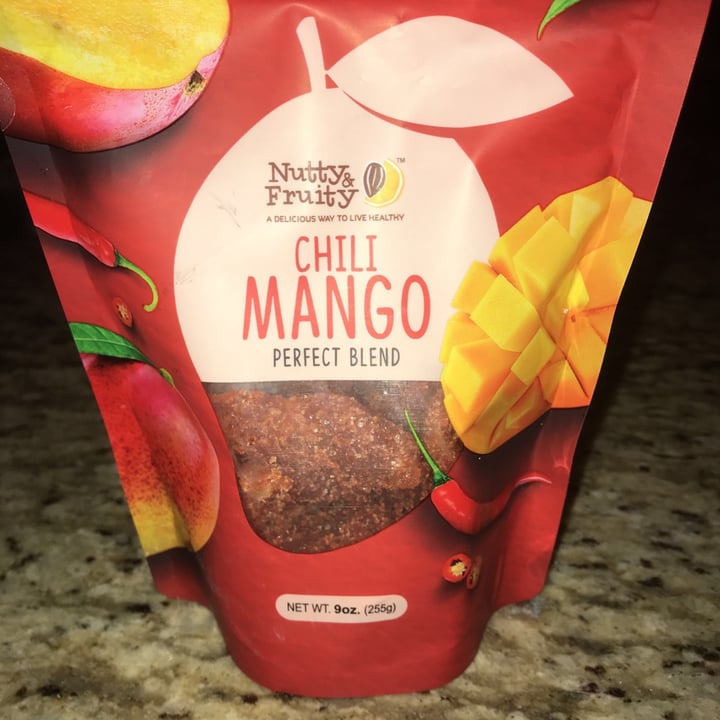 Nutty &
Fruity
TM
A DELICIOUS WAY TO LIVE HEALTHY
CHILI
MANGO
PERFECT BLEND
NET WT. 9oz. (255g)